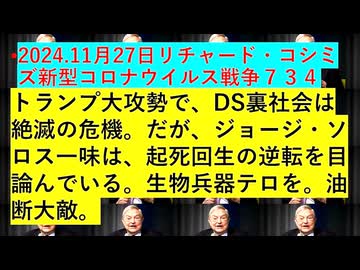 ・2024.11月27日リチャード・コシミ
ズ新型コロナウイルス戦争７３４
トランプ大攻勢で、DS裏社会は
絶滅の危機。だが、ジョージ・ソ
ロス一味は、起死回生の逆転を目
論んでいる。生物兵器テロを。油
断大敵。